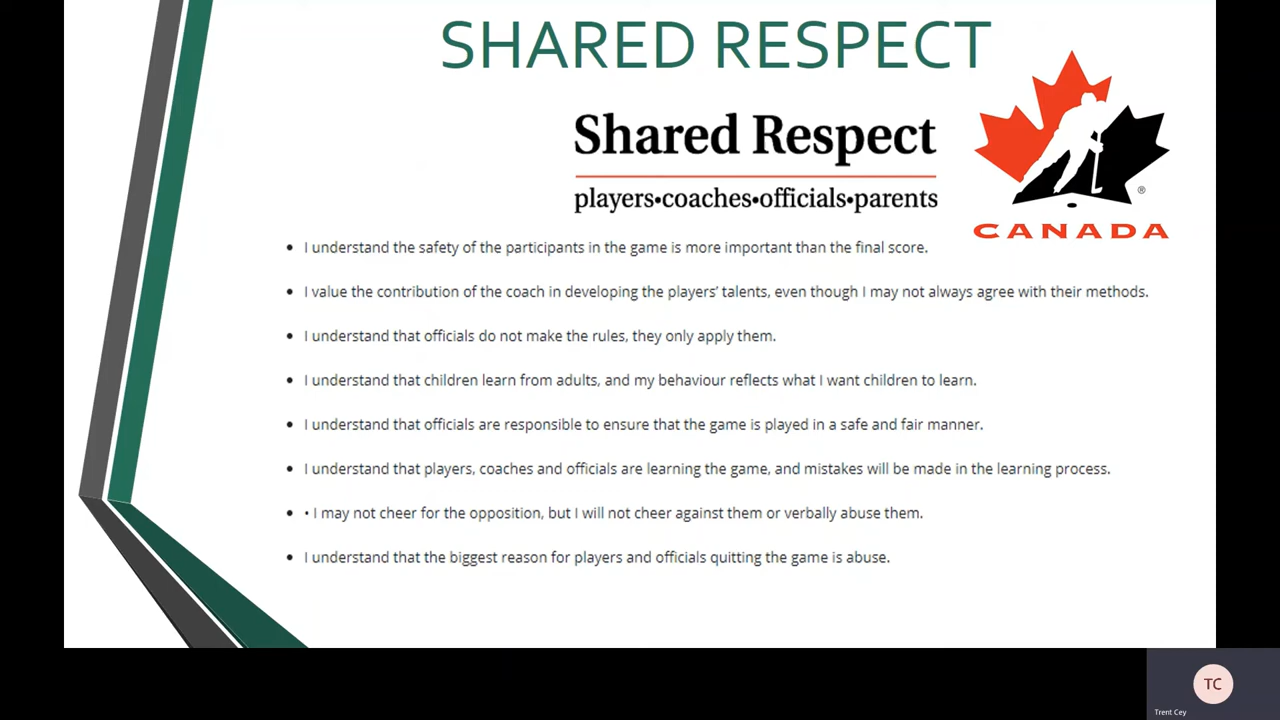 SHARED RESPECT
Shared Respect
players•coaches•officials•parents
®
CANADA
• I understand the safety of the participants in the game is more important than the final score.
• I value the contribution of the coach in developing the players’ talents, even though I may not always agree with their methods.
• I understand that officials do not make the rules, they only apply them.
• I understand that children learn from adults, and my behaviour reflects what I want children to learn.
• I understand that officials are responsible to ensure that the game is played in a safe and fair manner.
• I understand that players, coaches and officials are learning the game, and mistakes will be made in the learning process.
• • I may not cheer for the opposition, but I will not cheer against them or verbally abuse them.
• I understand that the biggest reason for players and officials quitting the game is abuse.
TC
Trent Cey